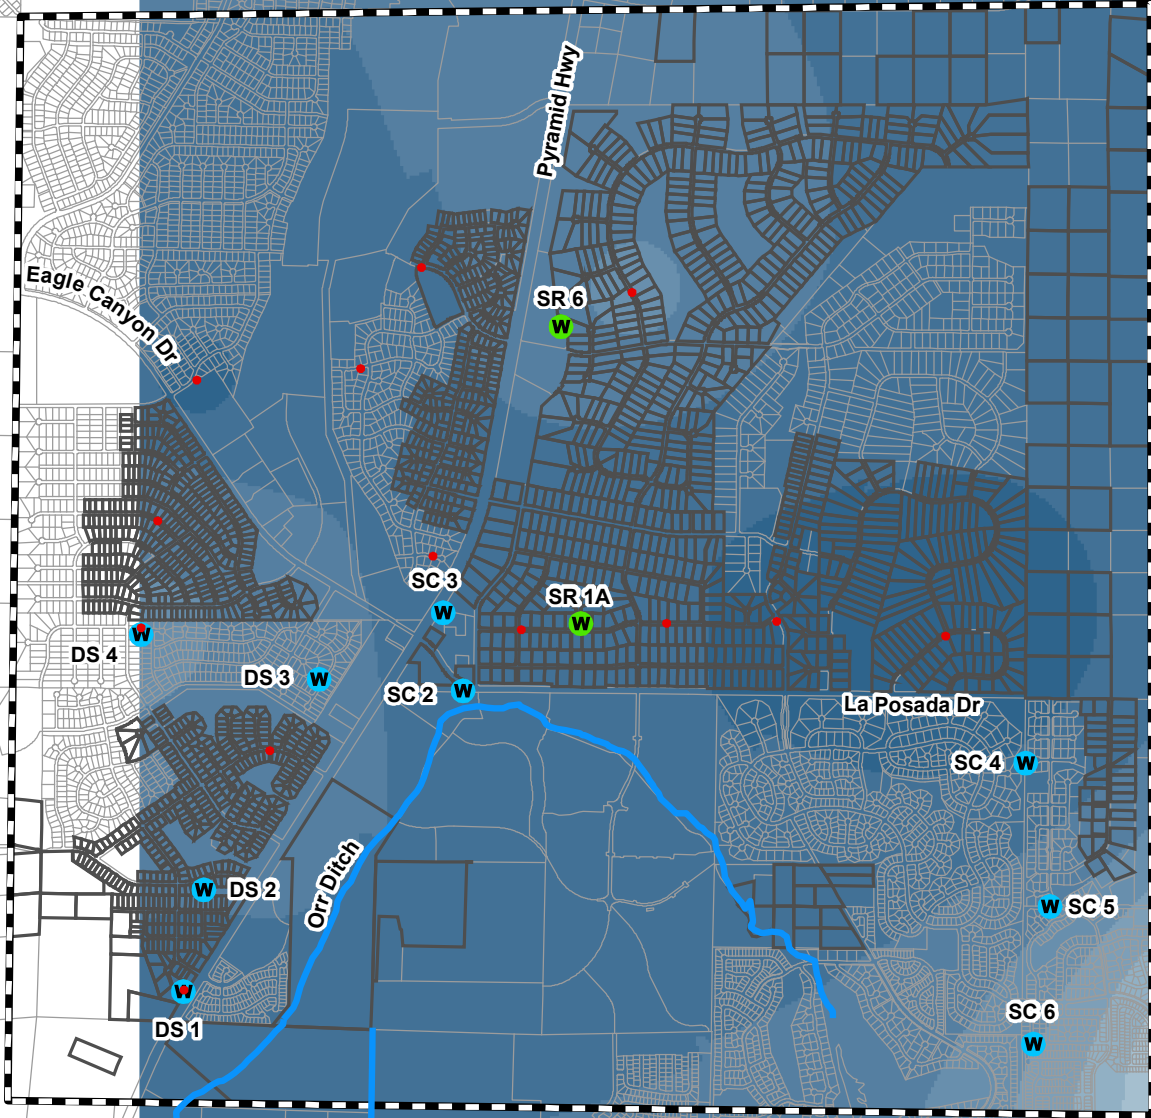 Pyramid Hwy
Eagle Canyon Dr
SR 6
W
SC 3
W
SR 1A
W
W
DS 4
DS 3
W
SC 2
W
La Posada Dr
SC 4
W
Orr Ditch
W
DS 2
W
SC 5
W
DS 1
SC 6
W